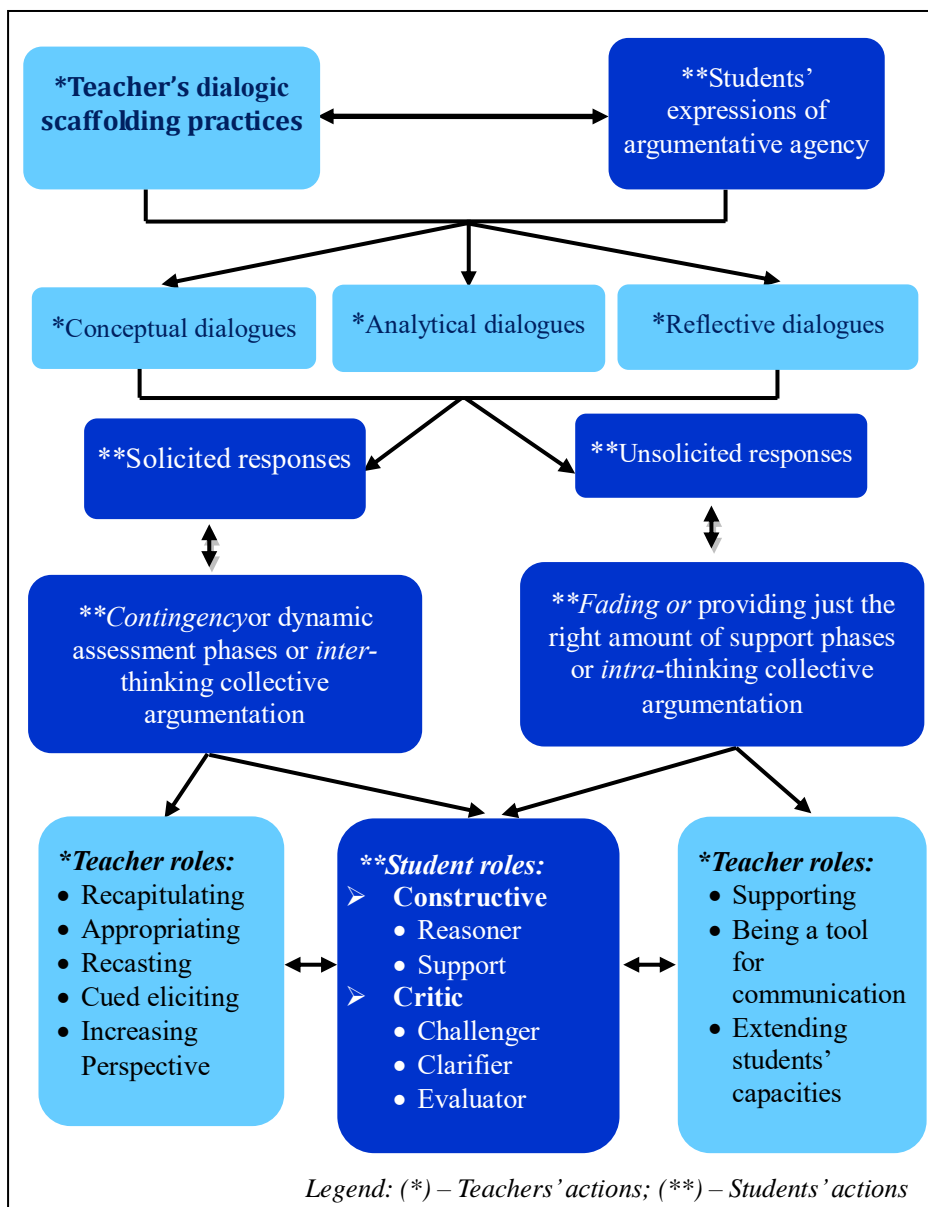 *Teacher's dialogic
scaffolding practices
**Students'
expressions of
argumentative agency
*Conceptual dialogues
*Analytical dialogues
*Reflective dialogues
**Solicited responses
**Unsolicited responses
**Contingencyor dynamic
assessment phases or inter-
thinking collective
argumentation
**Fading or providing just the
right amount of support phases
or intra-thinking collective
argumentation
*Teacher roles:
• Recapitulating
• Appropriating
• Recasting
• Cued eliciting
• Increasing
Perspective
**Student roles:
➢ Constructive
• Reasoner
• Support
➢ Critic
• Challenger
• Clarifier
• Evaluator
*Teacher roles:
• Supporting
• Being a tool
for
communication
• Extending
students'
capacities
Legend: (*) – Teachers' actions; (**) – Students' actions